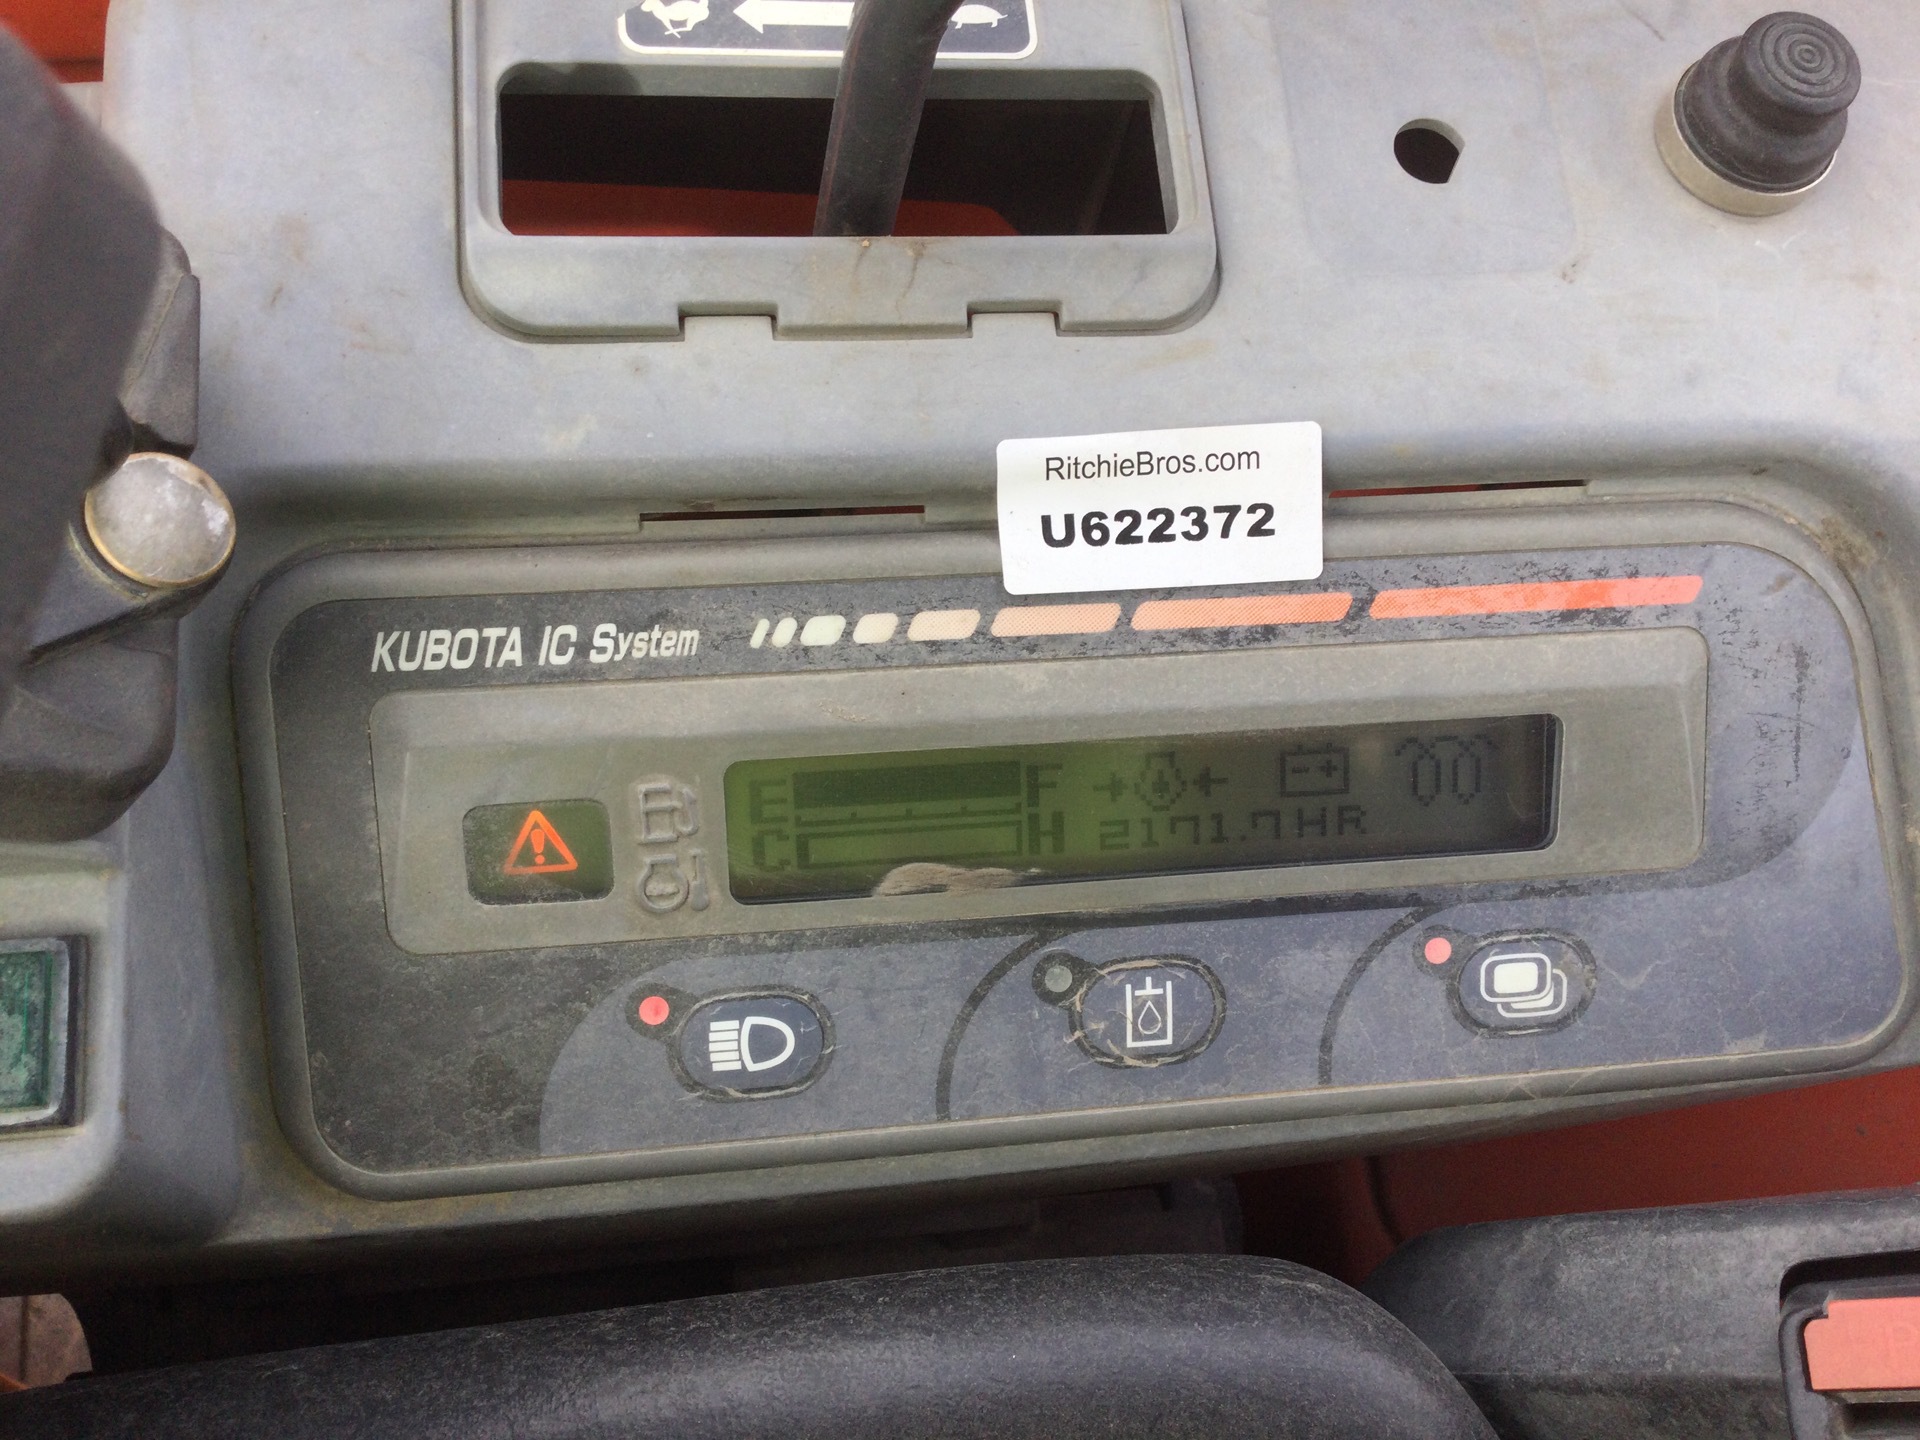 RitchieBros.com
U622372
KUBOTA IC System
E F
C H
2171.7HR